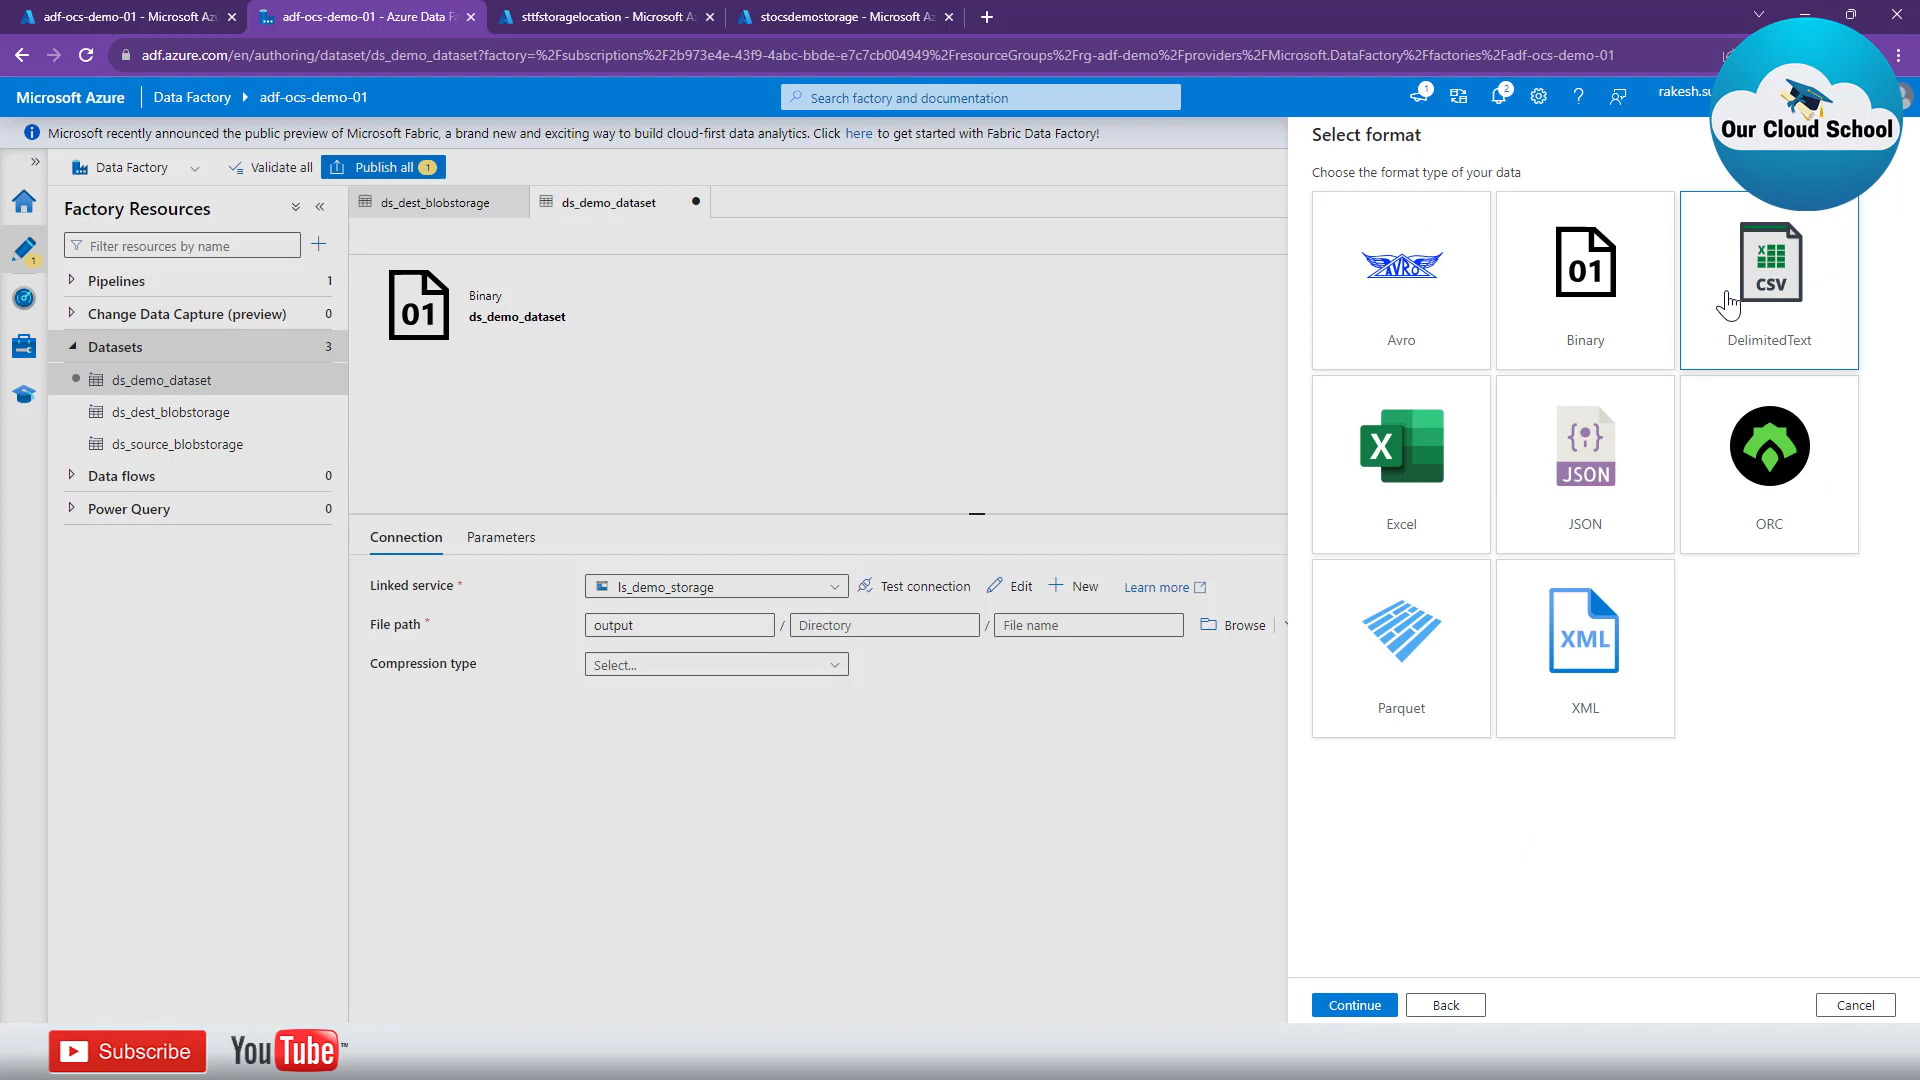 adf-ocs-demo-01 - Microsoft Az
adf-ocs-demo-01 - Azure Data F
sttfstoragelocation - Microsoft A
stocsdemostorage - Microsoft A
adf.azure.com/en/authoring/dataset/ds_demo_dataset?factory=%2Fsubscriptions%2F2b973e4e-43f9-4abc-bbde-e7c7cb004949%2FresourceGroups%2Frg-adf-demo%2Fproviders%2FMicrosoft.DataFactory%2Ffactories%2Fadf-ocs-demo-01
Microsoft Azure
Data Factory
adf-ocs-demo-01
Search factory and documentation
1
2
rakesh.su
Our Cloud School
Microsoft recently announced the public preview of Microsoft Fabric, a brand new and exciting way to build cloud-first data analytics. Click here to get started with Fabric Data Factory!
Data Factory
Validate all
Publish all 1
Factory Resources
Filter resources by name
1
Pipelines 1
Change Data Capture (preview) 0
Datasets 3
ds_demo_dataset
ds_dest_blobstorage
ds_source_blobstorage
Data flows 0
Power Query 0
ds_dest_blobstorage
ds_demo_dataset
01
Binary
ds_demo_dataset
Connection
Parameters
Linked service *
ls_demo_storage
Test connection
Edit
New
Learn more
File path *
output
/
Directory
/
File name
Browse
Compression type
Select...
Select format
Choose the format type of your data
AVRO
Avro
01
Binary
X
CSV
DelimitedText
X
Excel
JSON
JSON
ORC
Parquet
XML
XML
Continue
Back
Cancel
Subscribe
YouTube
TM